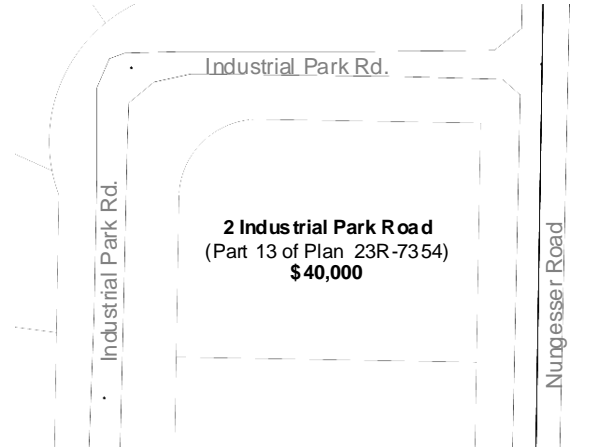 Industrial Park Rd.
Industrial Park Rd.
2 Industrial Park Road
(Part 13 of Plan 23R-7354)
$40,000
Nungesser Road